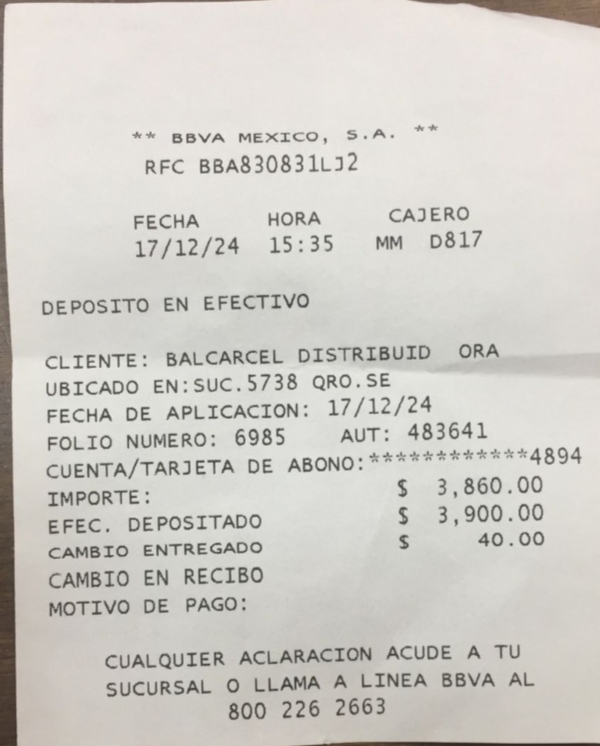 ** BBVA MEXICO, S.A. **
RFC BBA830831LJ2
FECHA HORA CAJERO
17/12/24 15:35 MM D817
DEPOSITO EN EFECTIVO
CLIENTE: BALCARCEL DISTRIBUID ORA
UBICADO EN:SUC.5738 QRO.SE
FECHA DE APLICACION: 17/12/24
FOLIO NUMERO: 6985 AUT: 483641
CUENTA/TARJETA DE ABONO:************4894
IMPORTE: $ 3,860.00
EFEC. DEPOSITADO $ 3,900.00
CAMBIO ENTREGADO $ 40.00
CAMBIO EN RECIBO
MOTIVO DE PAGO:
CUALQUIER ACLARACION ACUDE A TU
SUCURSAL O LLAMA A LINEA BBVA AL
800 226 2663